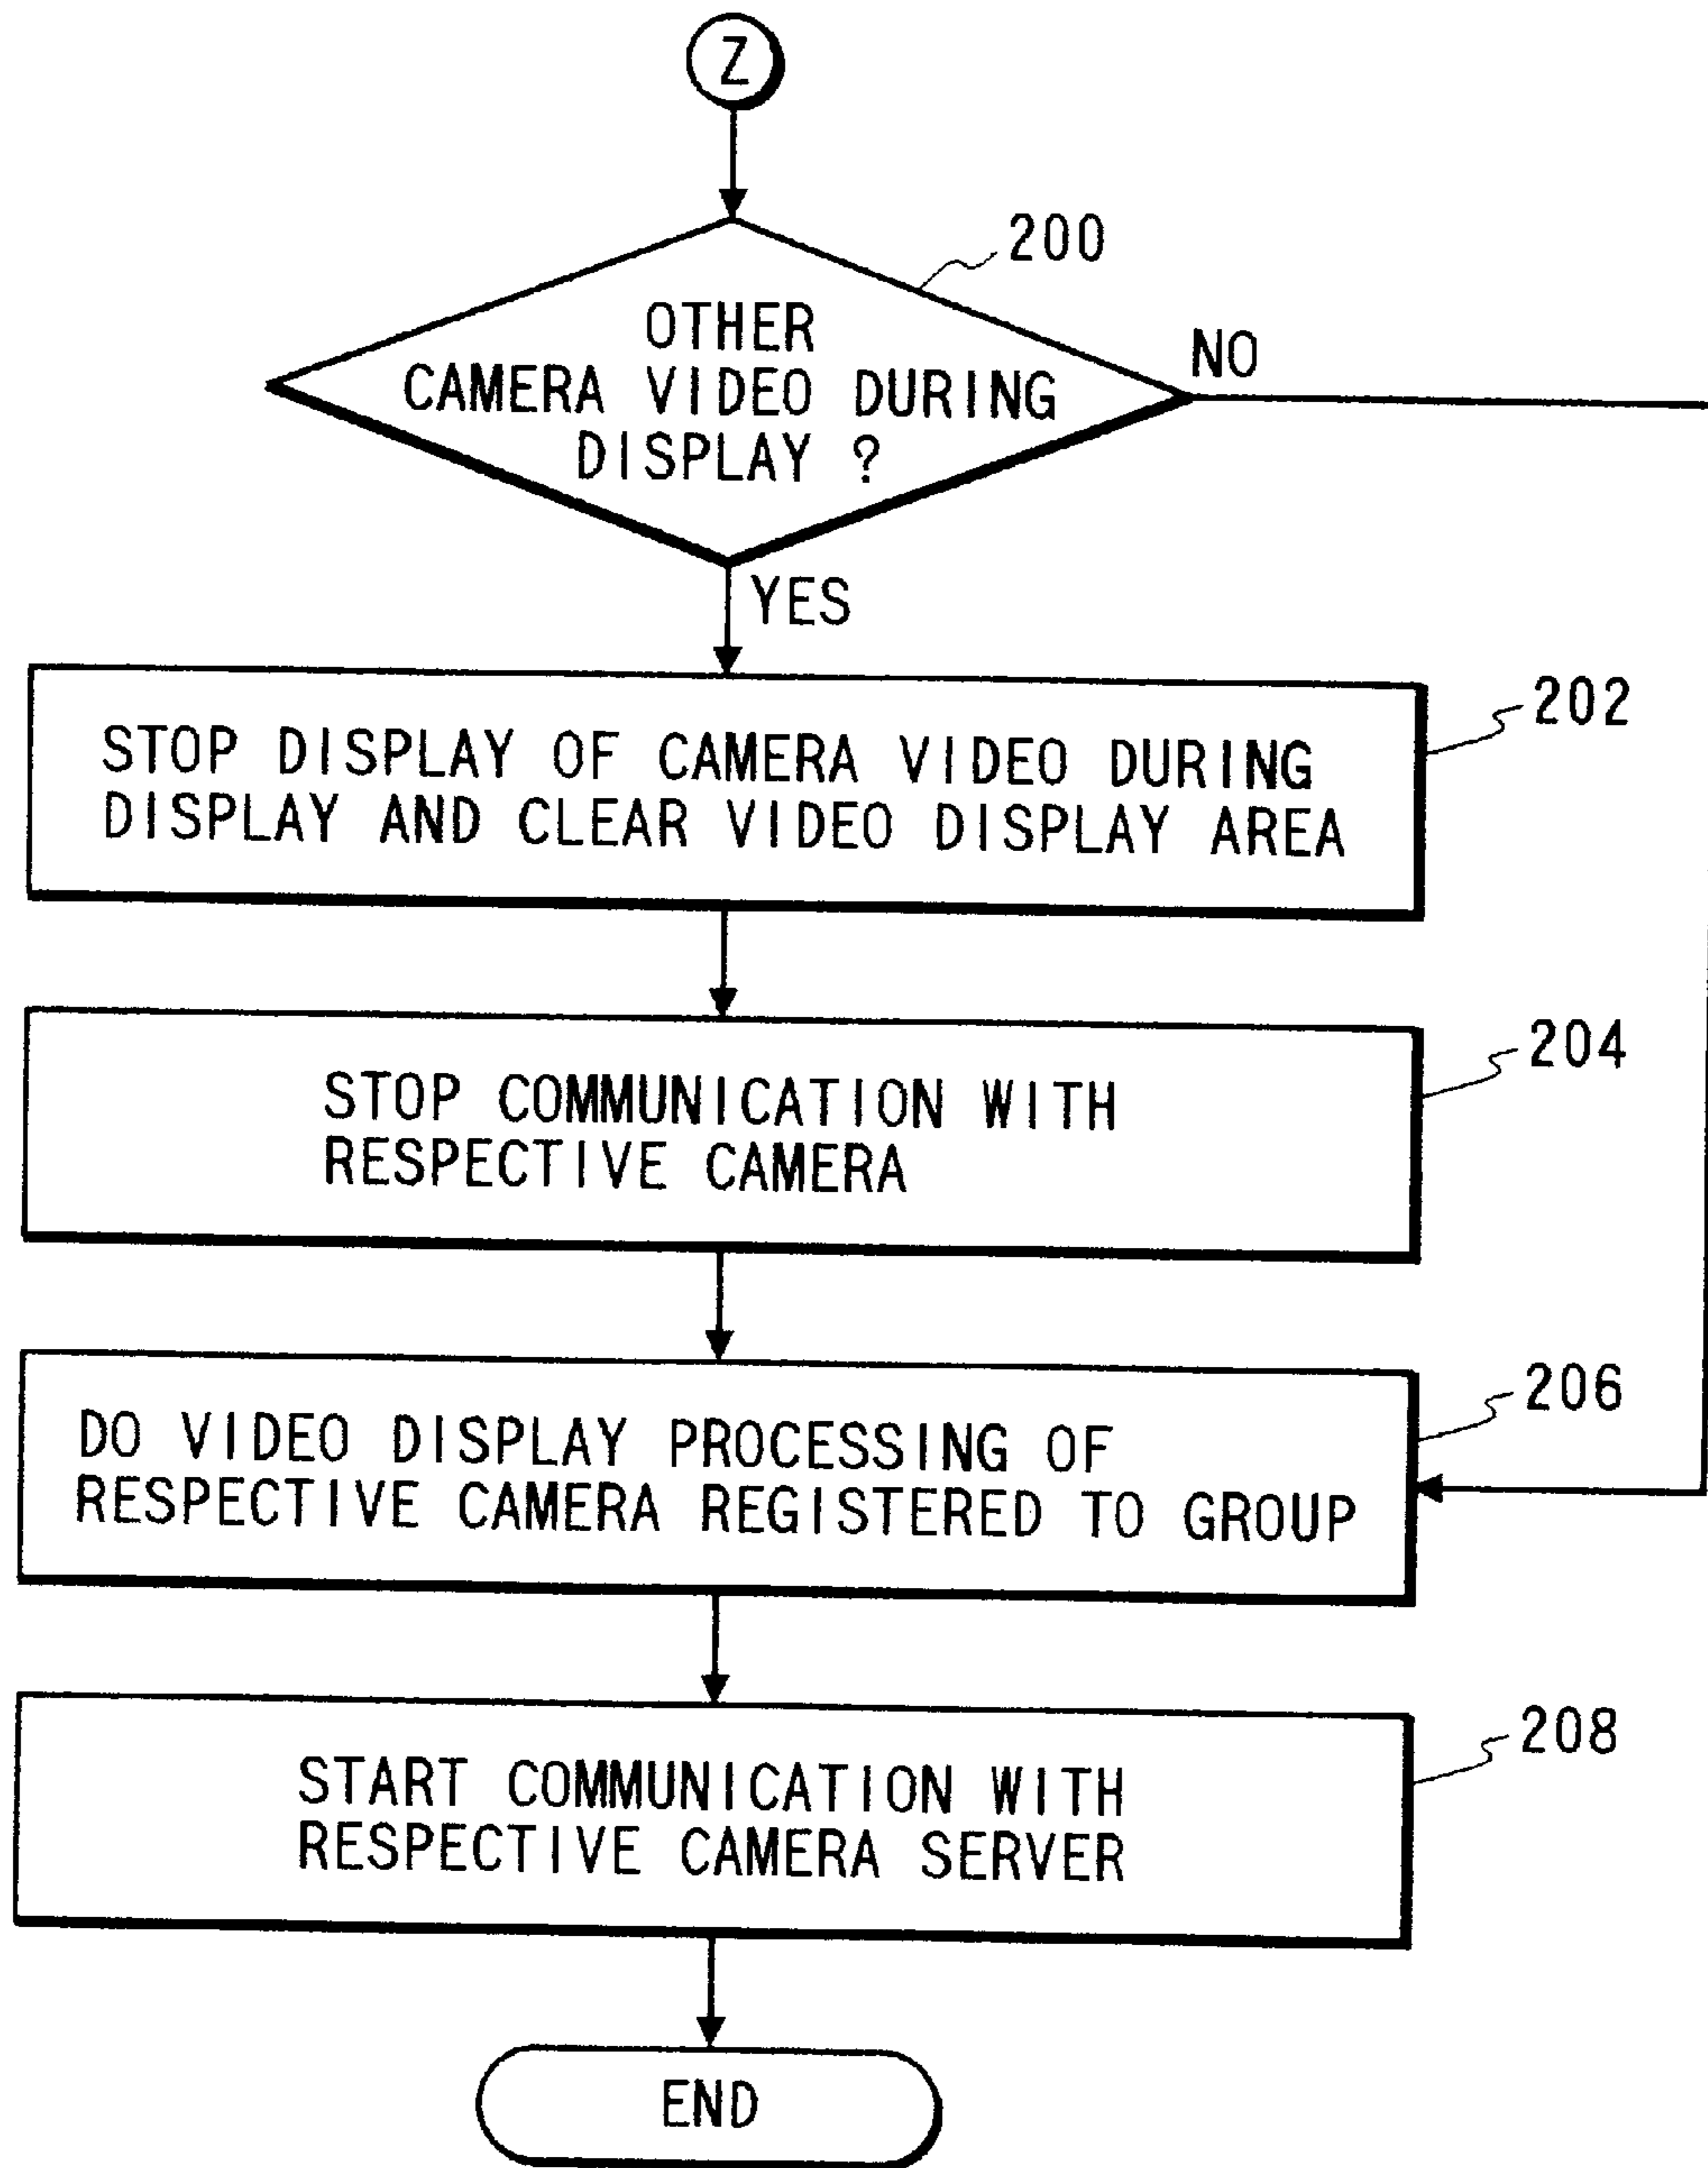 Z
200
OTHER
CAMERA VIDEO DURING
DISPLAY ?
NO
YES
202
STOP DISPLAY OF CAMERA VIDEO DURING
DISPLAY AND CLEAR VIDEO DISPLAY AREA
204
STOP COMMUNICATION WITH
RESPECTIVE CAMERA
206
DO VIDEO DISPLAY PROCESSING OF
RESPECTIVE CAMERA REGISTERED TO GROUP
208
START COMMUNICATION WITH
RESPECTIVE CAMERA SERVER
END